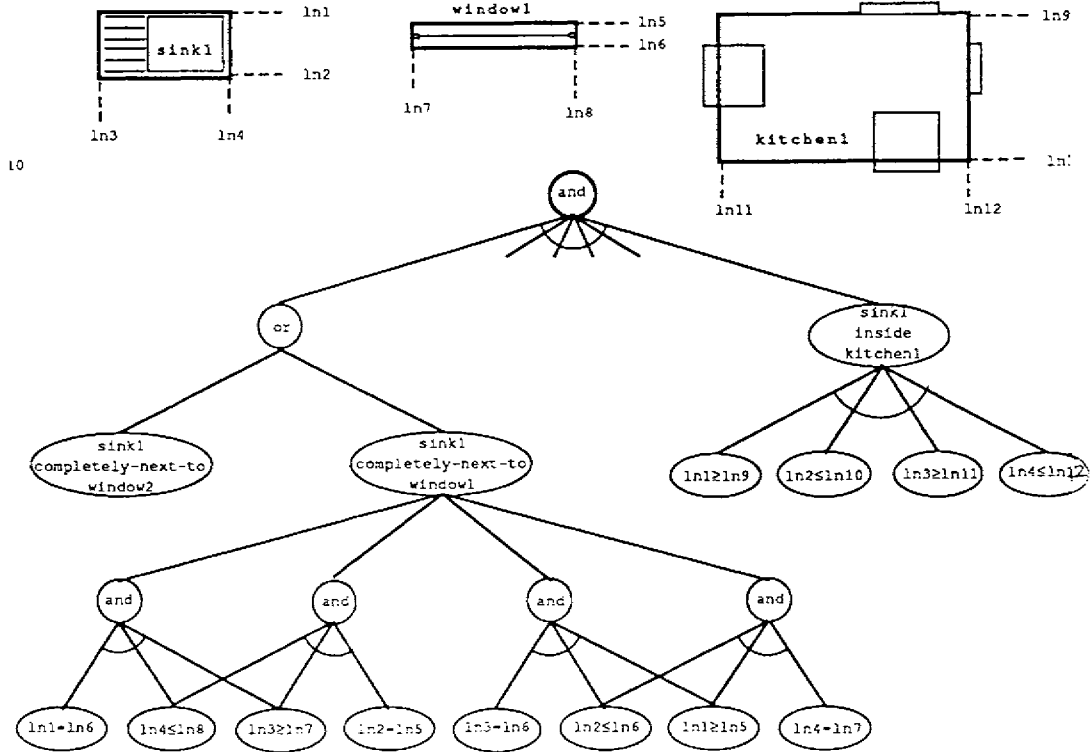 ln1
ln2
ln3
ln4
sink1
window1
ln5
ln6
ln7
ln8
ln9
kitchen1
ln11
ln12
10
and
or
sink1
inside
kitchen1
sink1
completely-next-to
window2
sink1
completely-next-to
window1
ln1≥ln9
ln2≤ln10
ln3≥ln11
ln4≤ln12
and
and
and
and
ln1=ln6
ln4≤ln8
ln3≥ln7
ln2=ln5
ln3=ln6
ln2≤ln6
ln1≥ln5
ln4=ln7